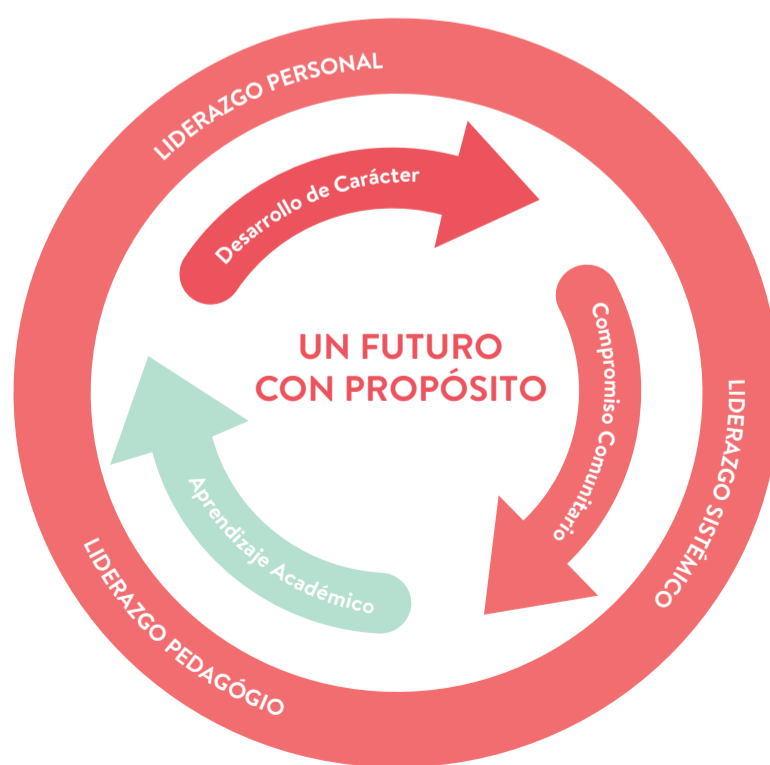 LIDERAZGO PERSONAL
Desarrollo de Carácter
UN FUTURO
CON PROPÓSITO
Compromiso Comunitario
LIDERAZGO SISTÉMICO
Aprendizaje Académico
LIDERAZGO PEDAGÓGIO